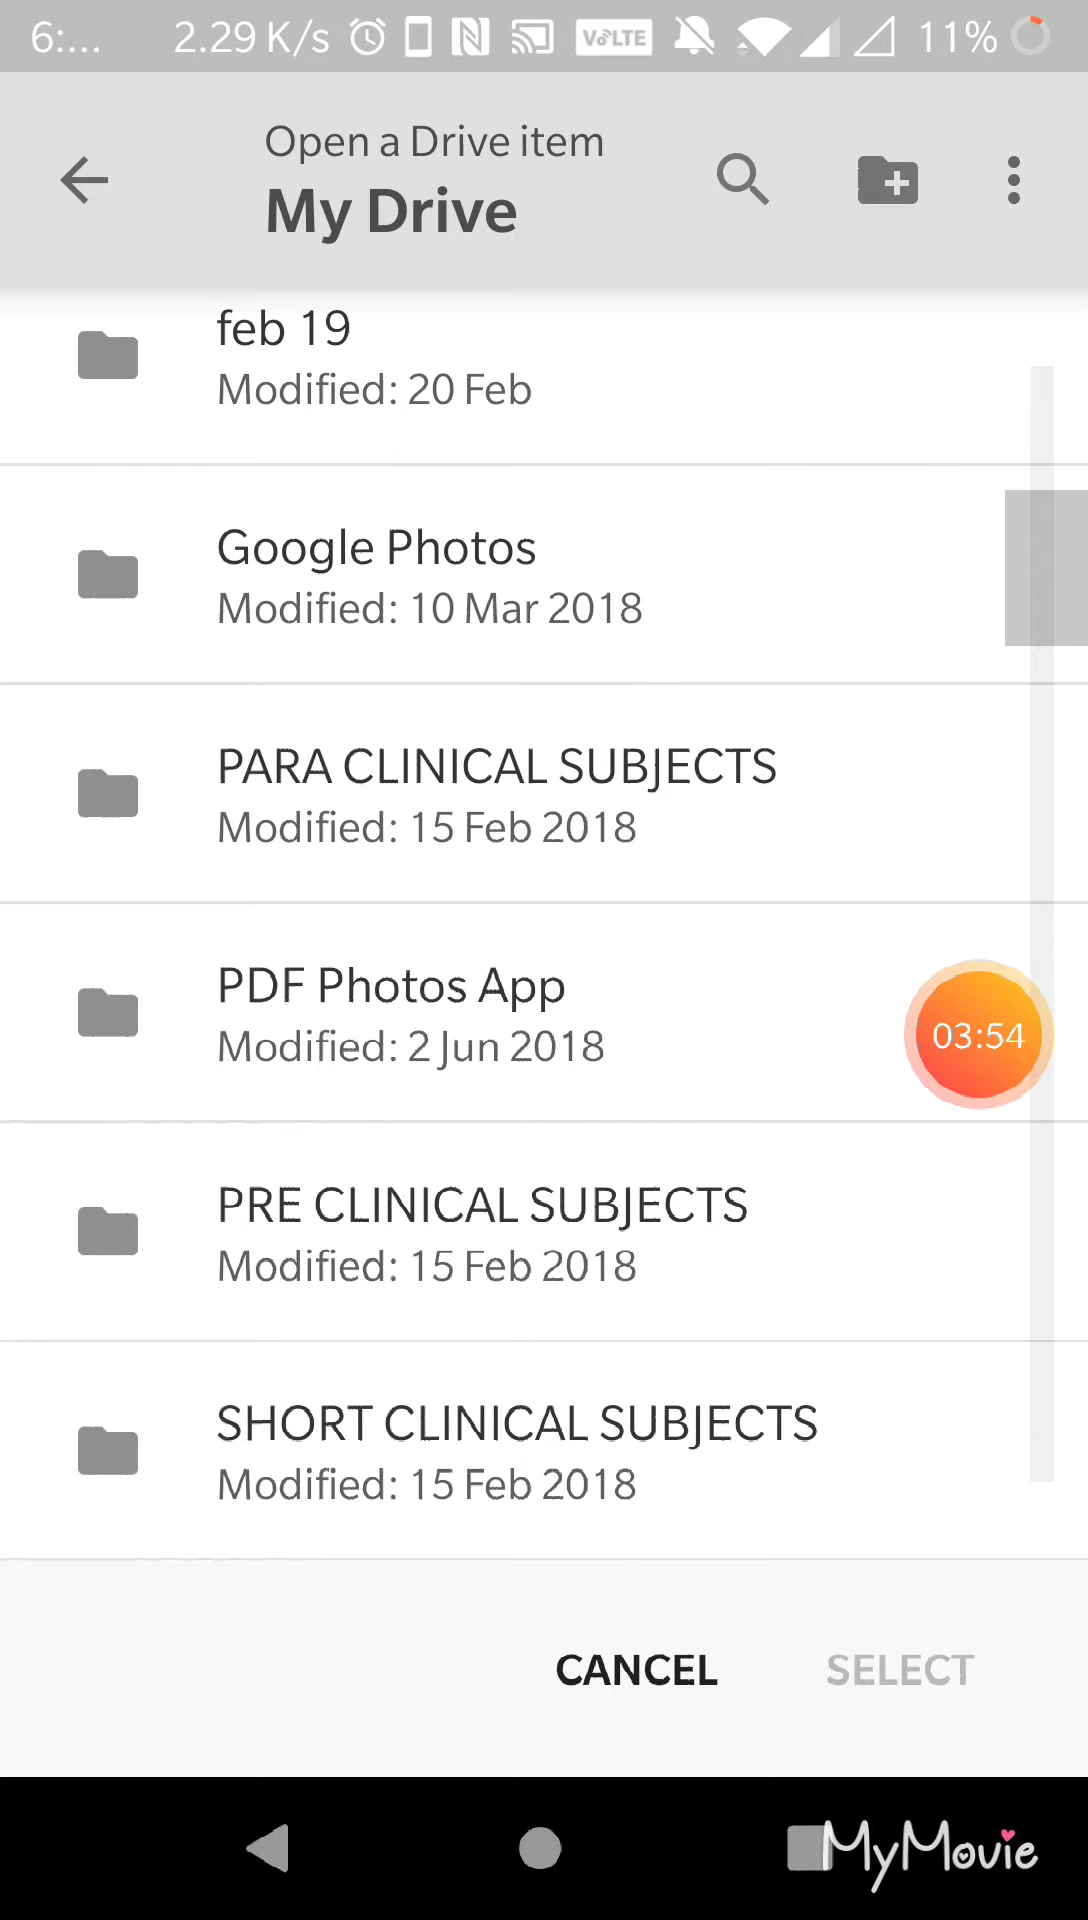 6:... 2.29 K/s VoLTE 11%
Open a Drive item
My Drive
feb 19
Modified: 20 Feb
Google Photos
Modified: 10 Mar 2018
PARA CLINICAL SUBJECTS
Modified: 15 Feb 2018
PDF Photos App
Modified: 2 Jun 2018
03:54
PRE CLINICAL SUBJECTS
Modified: 15 Feb 2018
SHORT CLINICAL SUBJECTS
Modified: 15 Feb 2018
CANCEL SELECT
MyMovie